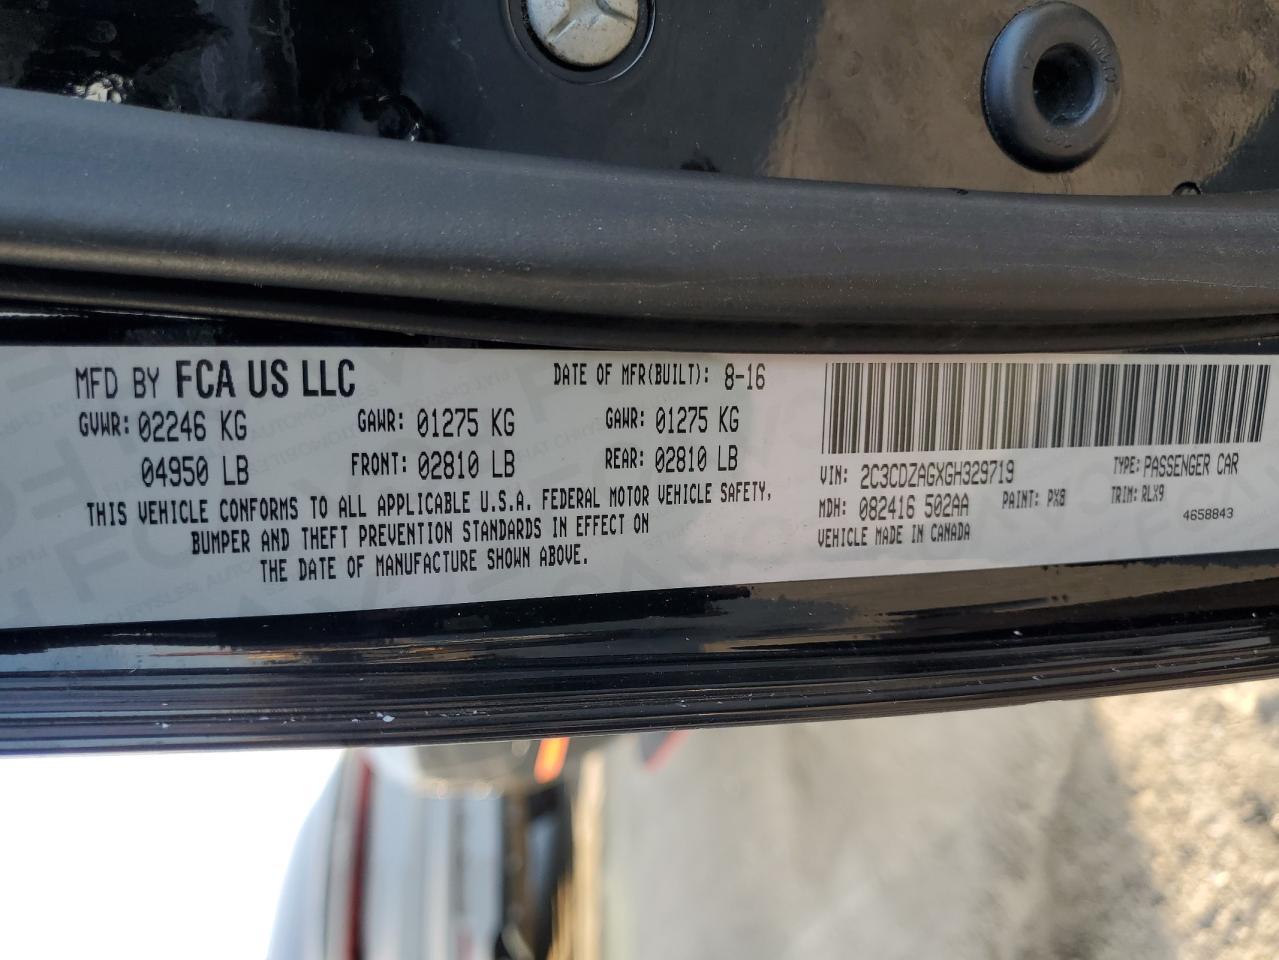 MFD BY FCA US LLC DATE OF MFR(BUILT): 8-16
GVWR: 02246 KG GAWR: 01275 KG GAWR: 01275 KG
04950 LB FRONT: 02810 LB REAR: 02810 LB
THIS VEHICLE CONFORMS TO ALL APPLICABLE U.S.A. FEDERAL MOTOR VEHICLE SAFETY,
BUMPER AND THEFT PREVENTION STANDARDS IN EFFECT ON
THE DATE OF MANUFACTURE SHOWN ABOVE.
VIN: 2C3CDZAGXGH329719 TYPE: PASSENGER CAR
MDH: 082416 502AA PAINT: PX8 TRIM: RLX9
VEHICLE MADE IN CANADA 4658843